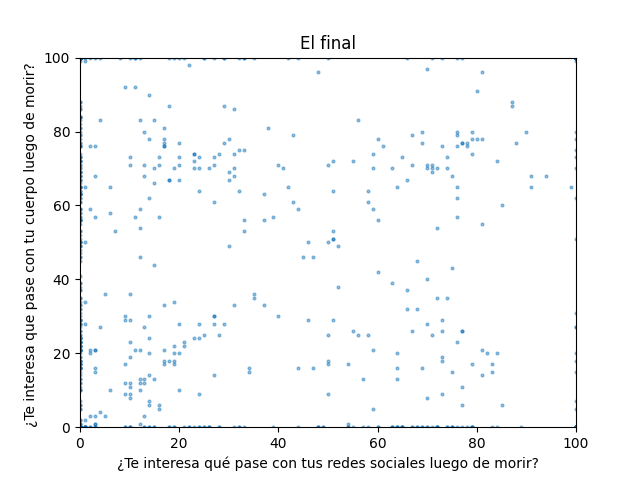 El final
100
80
60
40
20
0
¿Te interesa que pase con tu cuerpo luego de morir?
0 20 40 60 80 100
¿Te interesa qué pase con tus redes sociales luego de morir?